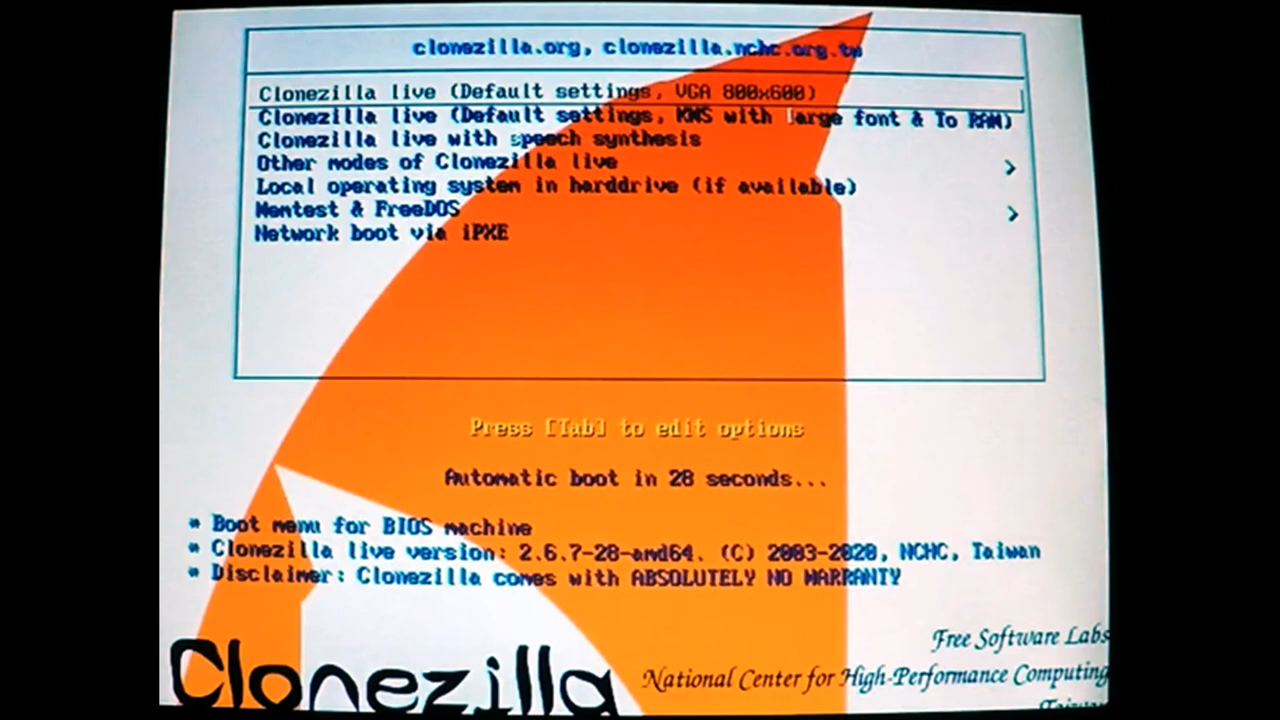 clonezilla.org, clonezilla.nchc.org.tw
Clonezilla live (Default settings, VGA 800x600)
Clonezilla live (Default settings, KMS with large font & To RAM)
Clonezilla live with speech synthesis
Other modes of Clonezilla live >
Local operating system in harddrive (if available)
Memtest & FreeDOS >
Network boot via iPXE
Press [Tab] to edit options
Automatic boot in 28 seconds...
* Boot menu for BIOS machine
* Clonezilla live version: 2.6.7-28-amd64. (C) 2003-2020, NCHC, Taiwan
* Disclaimer: Clonezilla comes with ABSOLUTELY NO WARRANTY
Free Software Labs
Clonezilla
National Center for High-Performance Computing
Taiwan